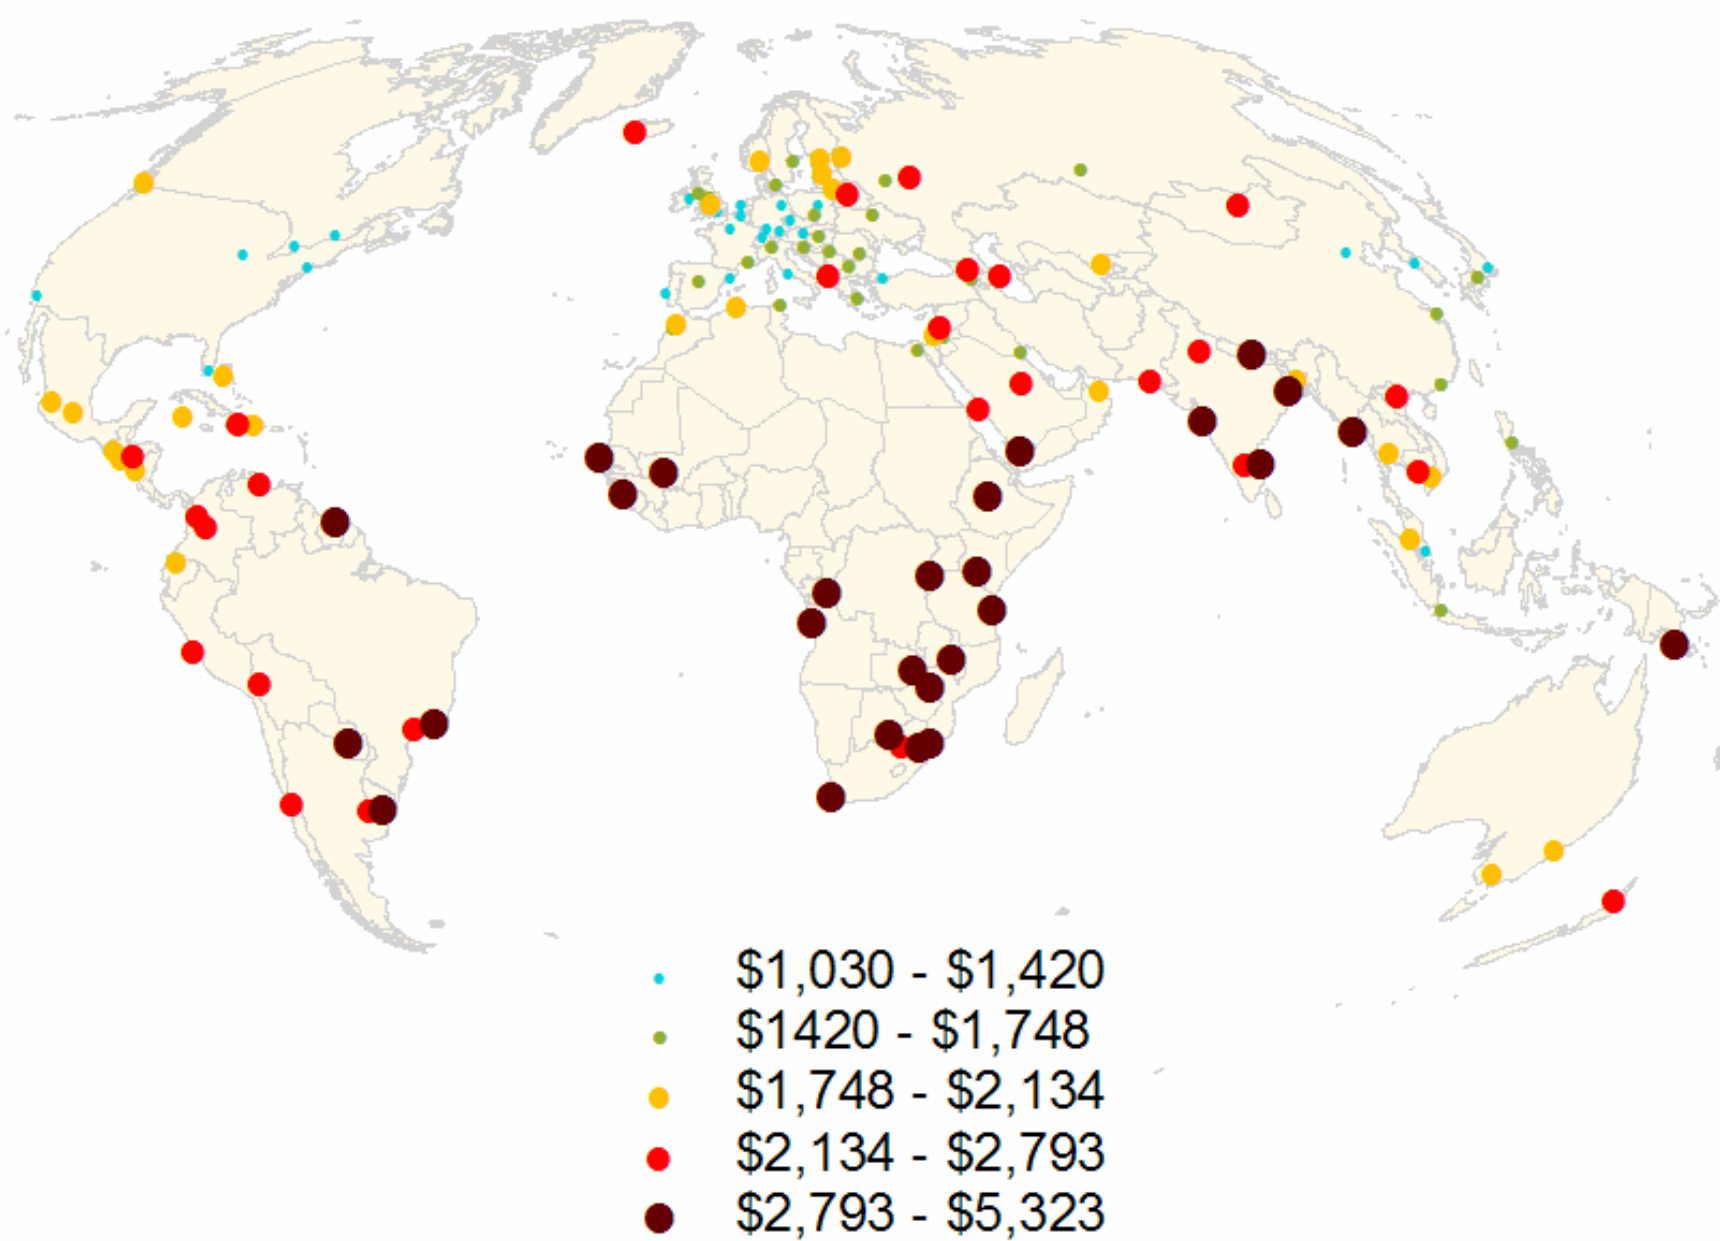 $1,030 - $1,420
$1420 - $1,748
$1,748 - $2,134
$2,134 - $2,793
$2,793 - $5,323